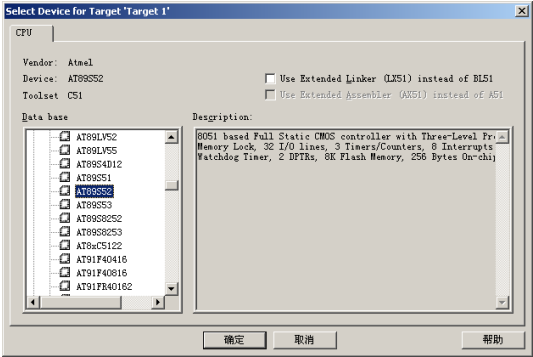 Select Device for Target 'Target 1'
CPU
Vendor: Atmel
Device: AT89S52
Toolset C51
Use Extended Linker (LX51) instead of BL51
Use Extended Assembler (AX51) instead of A51
Data base
Description:
AT89LV52
AT89LV55
AT89S4D12
AT89S51
AT89S52
AT89S53
AT89S8252
AT89S8253
AT8xC5122
AT91F40416
AT91F40816
AT91FR40162
8051 based Full Static CMOS controller with Three-Level Pr
Memory Lock, 32 I/O lines, 3 Timers/Counters, 8 Interrupts
Watchdog Timer, 2 DPTRs, 8K Flash Memory, 256 Bytes On-chi
确定
取消
帮助